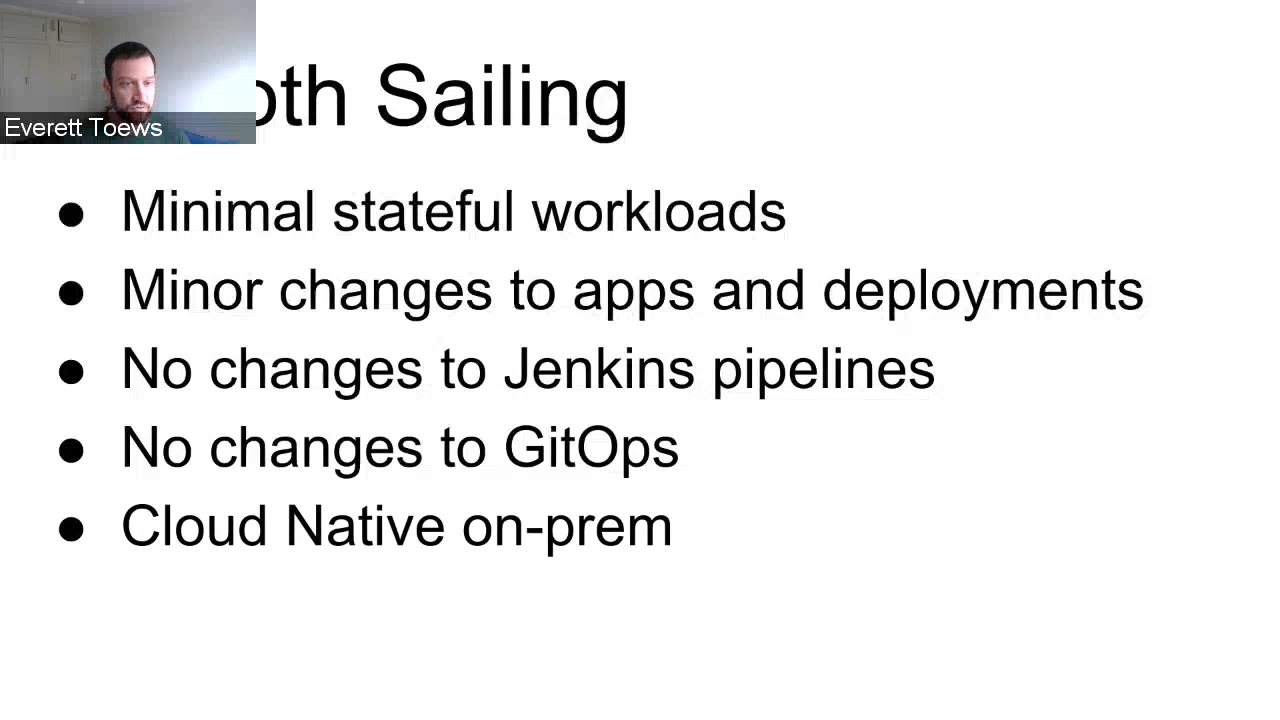 oth Sailing
Everett Toews
● Minimal stateful workloads
● Minor changes to apps and deployments
● No changes to Jenkins pipelines
● No changes to GitOps
● Cloud Native on-prem